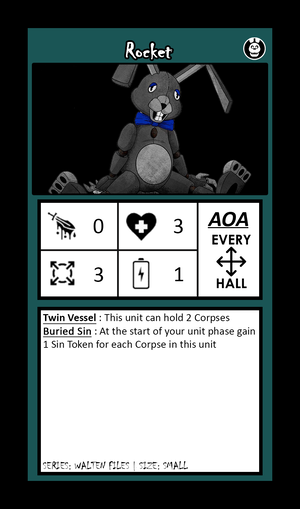 Rocket
0
3
AOA
EVERY
HALL
3
1
Twin Vessel : This unit can hold 2 Corpses
Buried Sin : At the start of your unit phase gain
1 Sin Token for each Corpse in this unit
SERIES: WALTEN FILES | SIZE: SMALL